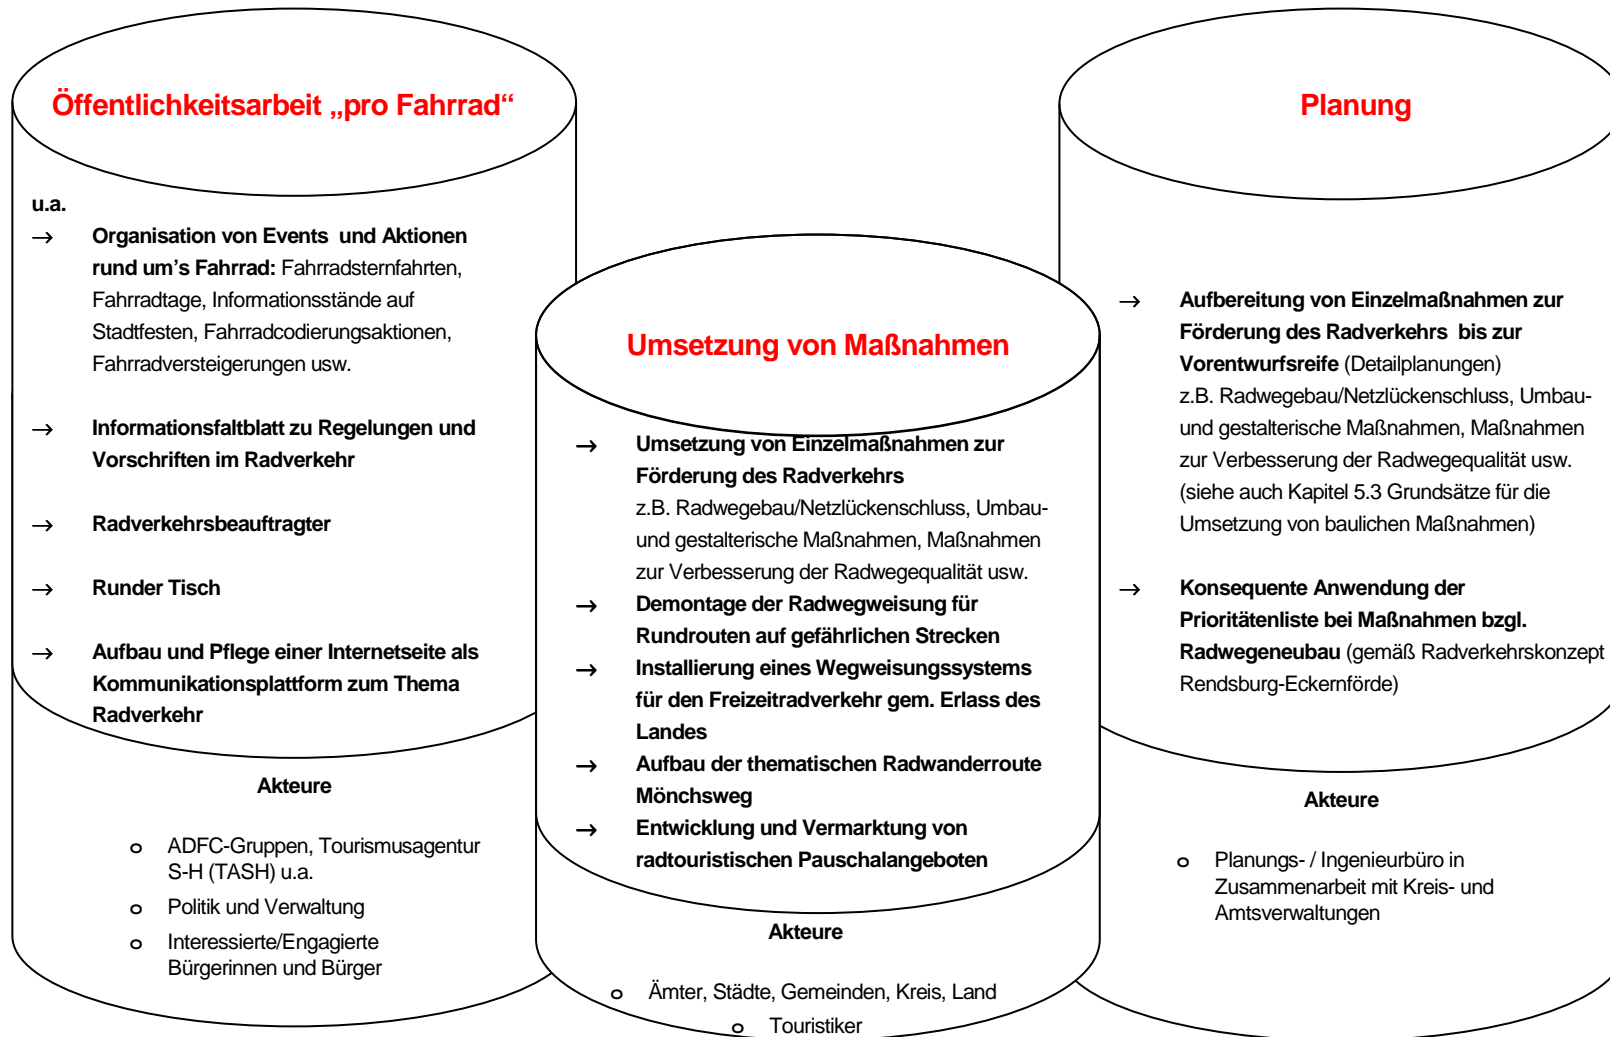 Öffentlichkeitsarbeit „pro Fahrrad“
u.a.
→ Organisation von Events und Aktionen
rund um's Fahrrad: Fahrradsternfahrten,
Fahrradtage, Informationsstände auf
Stadtfesten, Fahrradcodierungsaktionen,
Fahrradversteigerungen usw.
→ Informationsfaltblatt zu Regelungen und
Vorschriften im Radverkehr
→ Radverkehrsbeauftragter
→ Runder Tisch
→ Aufbau und Pflege einer Internetseite als
Kommunikationsplattform zum Thema
Radverkehr
Akteure
o ADFC-Gruppen, Tourismusagentur
S-H (TASH) u.a.
o Politik und Verwaltung
o Interessierte/Engagierte
Bürgerinnen und Bürger
Umsetzung von Maßnahmen
→ Umsetzung von Einzelmaßnahmen zur
Förderung des Radverkehrs
z.B. Radwegebau/Netzlückenschluss, Umbau-
und gestalterische Maßnahmen, Maßnahmen
zur Verbesserung der Radwegequalität usw.
→ Demontage der Radwegweisung für
Rundrouten auf gefährlichen Strecken
→ Installierung eines Wegweisungssystems
für den Freizeitradverkehr gem. Erlass des
Landes
→ Aufbau der thematischen Radwanderroute
Mönchsweg
→ Entwicklung und Vermarktung von
radtouristischen Pauschalangeboten
Akteure
o Ämter, Städte, Gemeinden, Kreis, Land
o Touristiker
Planung
→ Aufbereitung von Einzelmaßnahmen zur
Förderung des Radverkehrs bis zur
Vorentwurfsreife (Detailplanungen)
z.B. Radwegebau/Netzlückenschluss, Umbau-
und gestalterische Maßnahmen, Maßnahmen
zur Verbesserung der Radwegequalität usw.
(siehe auch Kapitel 5.3 Grundsätze für die
Umsetzung von baulichen Maßnahmen)
→ Konsequente Anwendung der
Prioritätenliste bei Maßnahmen bzgl.
Radwegeneubau (gemäß Radverkehrskonzept
Rendsburg-Eckernförde)
Akteure
o Planungs- / Ingenieurbüro in
Zusammenarbeit mit Kreis- und
Amtsverwaltungen